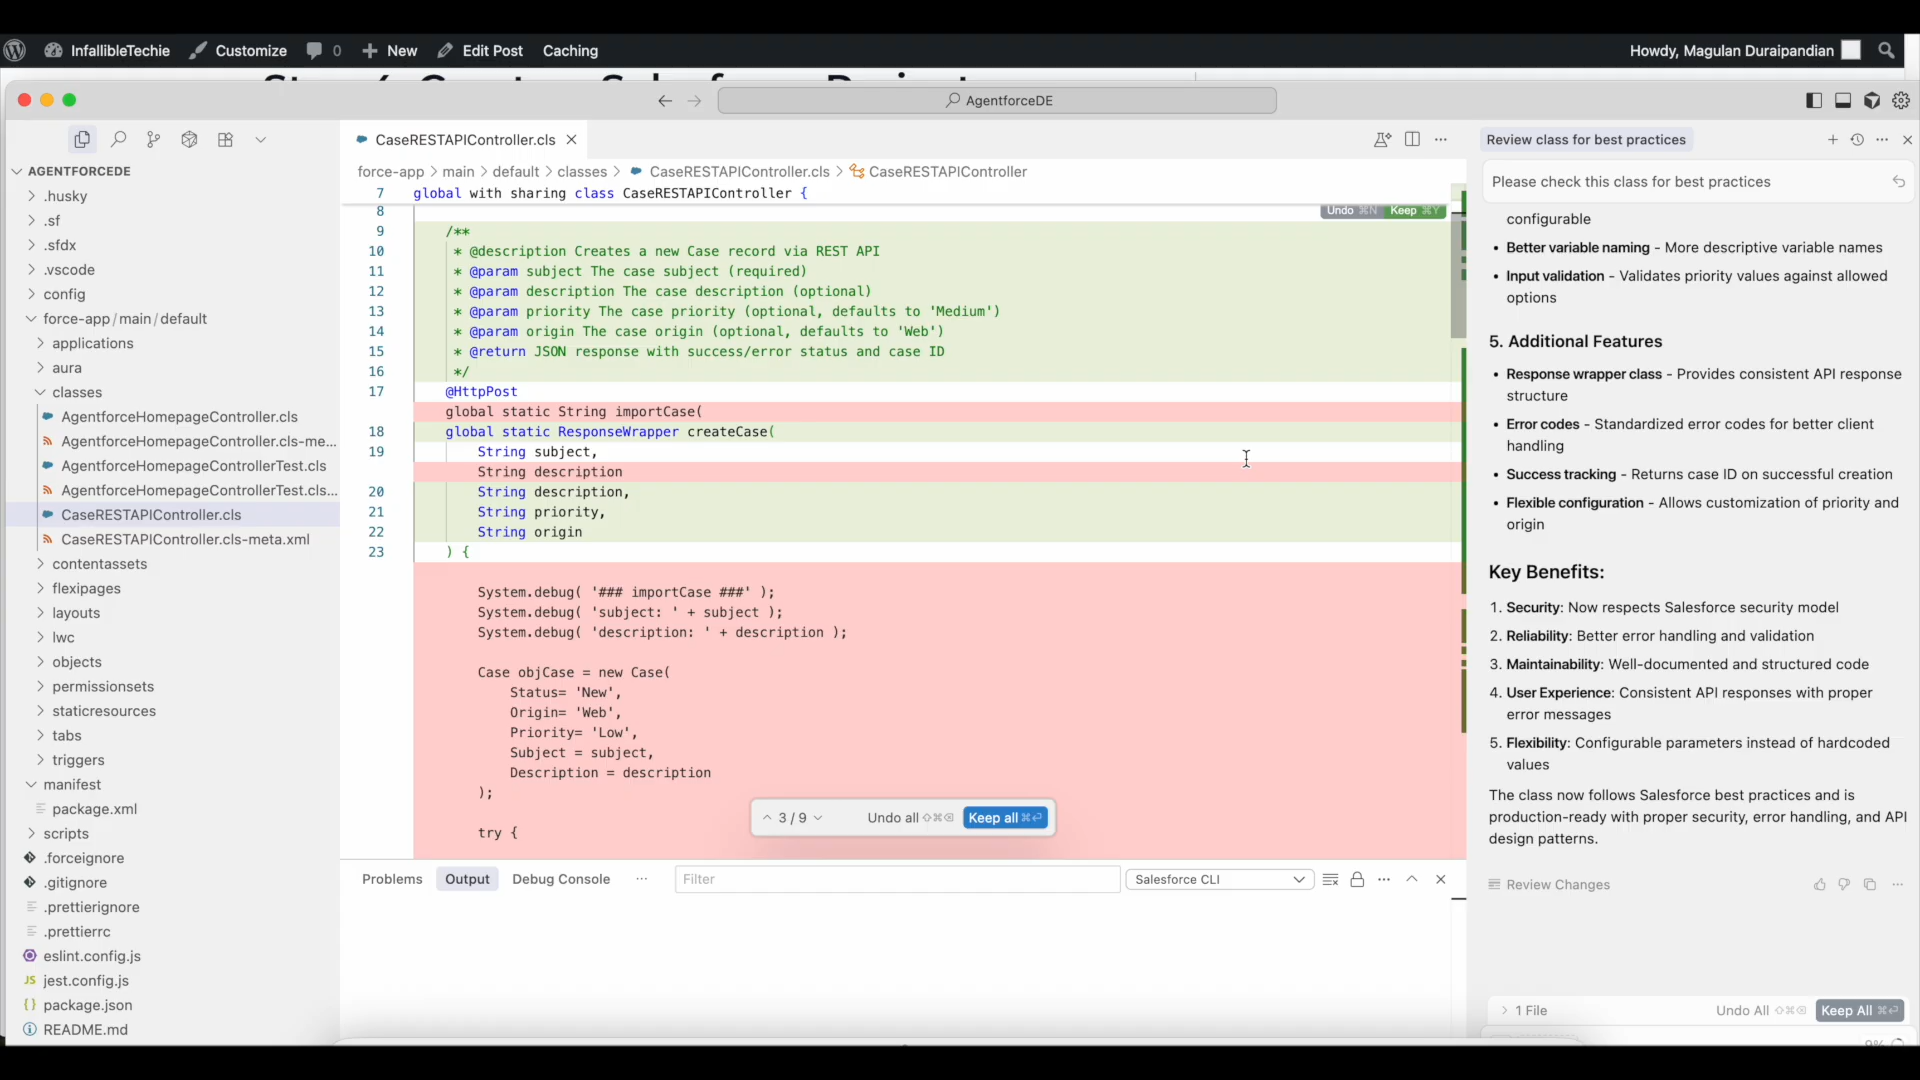 InfallibleTechie
Customize
0
New
Edit Post
Caching
Howdy, Magulan Duraipandian
AgentforceDE
CaseRESTAPIController.cls
Review class for best practices
AGENTFORCEDE
.husky
.sf
.sfdx
.vscode
config
force-app/main/default
applications
aura
classes
AgentforceHomepageController.cls
AgentforceHomepageController.cls-me...
AgentforceHomepageControllerTest.cls
AgentforceHomepageControllerTest.cls...
CaseRESTAPIController.cls
CaseRESTAPIController.cls-meta.xml
contentassets
flexipages
layouts
lwc
objects
permissionsets
staticresources
tabs
triggers
manifest
package.xml
scripts
.forceignore
.gitignore
.prettierignore
.prettierrc
eslint.config.js
JS jest.config.js
{} package.json
README.md
force-app > main > default > classes > CaseRESTAPIController.cls > CaseRESTAPIController
7 global with sharing class CaseRESTAPIController {
8
Undo ⌘N Keep ⌘Y
9 /**
10 * @description Creates a new Case record via REST API
11 * @param subject The case subject (required)
12 * @param description The case description (optional)
13 * @param priority The case priority (optional, defaults to 'Medium')
14 * @param origin The case origin (optional, defaults to 'Web')
15 * @return JSON response with success/error status and case ID
16 */
17 @HttpPost
global static String importCase(
18 global static ResponseWrapper createCase(
19 String subject,
String description
20 String description,
21 String priority,
22 String origin
23 ) {
System.debug( '### importCase ###' );
System.debug( 'subject: ' + subject );
System.debug( 'description: ' + description );
Case objCase = new Case(
Status= 'New',
Origin= 'Web',
Priority= 'Low',
Subject = subject,
Description = description
);
try {
3 / 9
Undo all ⇧⌘⌫
Keep all ⌘⏎
Problems
Output
Debug Console
...
Filter
Salesforce CLI
Please check this class for best practices
configurable
• Better variable naming - More descriptive variable names
• Input validation - Validates priority values against allowed
options
5. Additional Features
• Response wrapper class - Provides consistent API response
structure
• Error codes - Standardized error codes for better client
handling
• Success tracking - Returns case ID on successful creation
• Flexible configuration - Allows customization of priority and
origin
Key Benefits:
1. Security: Now respects Salesforce security model
2. Reliability: Better error handling and validation
3. Maintainability: Well-documented and structured code
4. User Experience: Consistent API responses with proper
error messages
5. Flexibility: Configurable parameters instead of hardcoded
values
The class now follows Salesforce best practices and is
production-ready with proper security, error handling, and API
design patterns.
Review Changes
1 File
Undo All ⇧⌘⌫
Keep All ⌘⏎